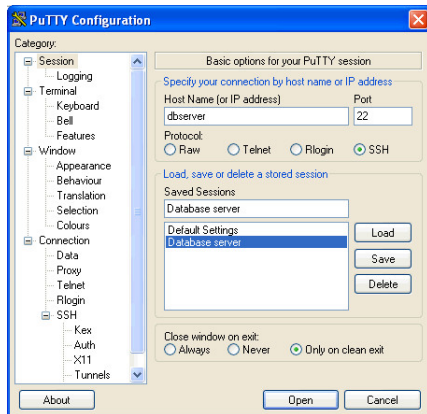 PuTTY Configuration
Category:
Session
Logging
Terminal
Keyboard
Bell
Features
Window
Appearance
Behaviour
Translation
Selection
Colours
Connection
Data
Proxy
Telnet
Rlogin
SSH
Kex
Auth
X11
Tunnels
Basic options for your PuTTY session
Specify your connection by host name or IP address
Host Name (or IP address) Port
dbserver 22
Protocol:
Raw Telnet Rlogin SSH
Load, save or delete a stored session
Saved Sessions
Database server
Default Settings
Database server
Load
Save
Delete
Close window on exit:
Always Never Only on clean exit
About Open Cancel